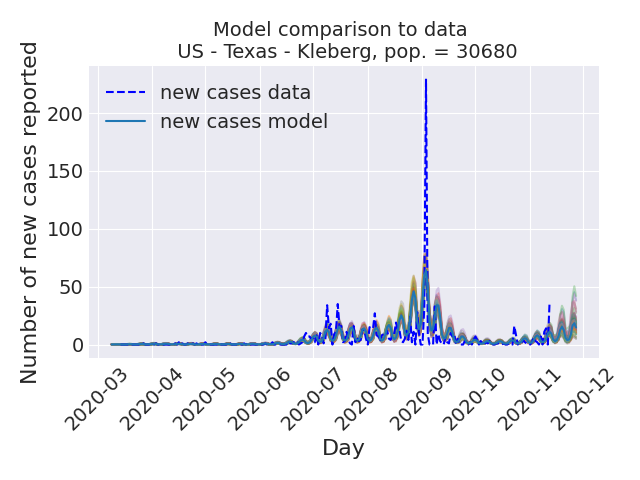 Model comparison to data
US - Texas - Kleberg, pop. = 30680
Number of new cases reported
new cases data
new cases model
200
150
100
50
0
2020-03
2020-04
2020-05
2020-06
2020-07
2020-08
2020-09
2020-10
2020-11
2020-12
Day